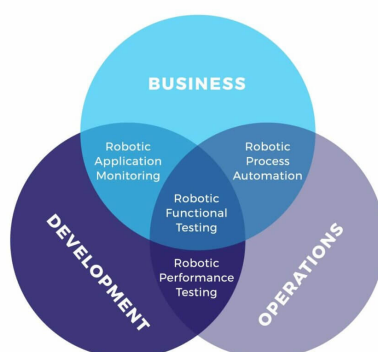 BUSINESS
Robotic
Application
Monitoring
Robotic
Process
Automation
Robotic
Functional
Testing
Robotic
Performance
Testing
DEVELOPMENT
OPERATIONS